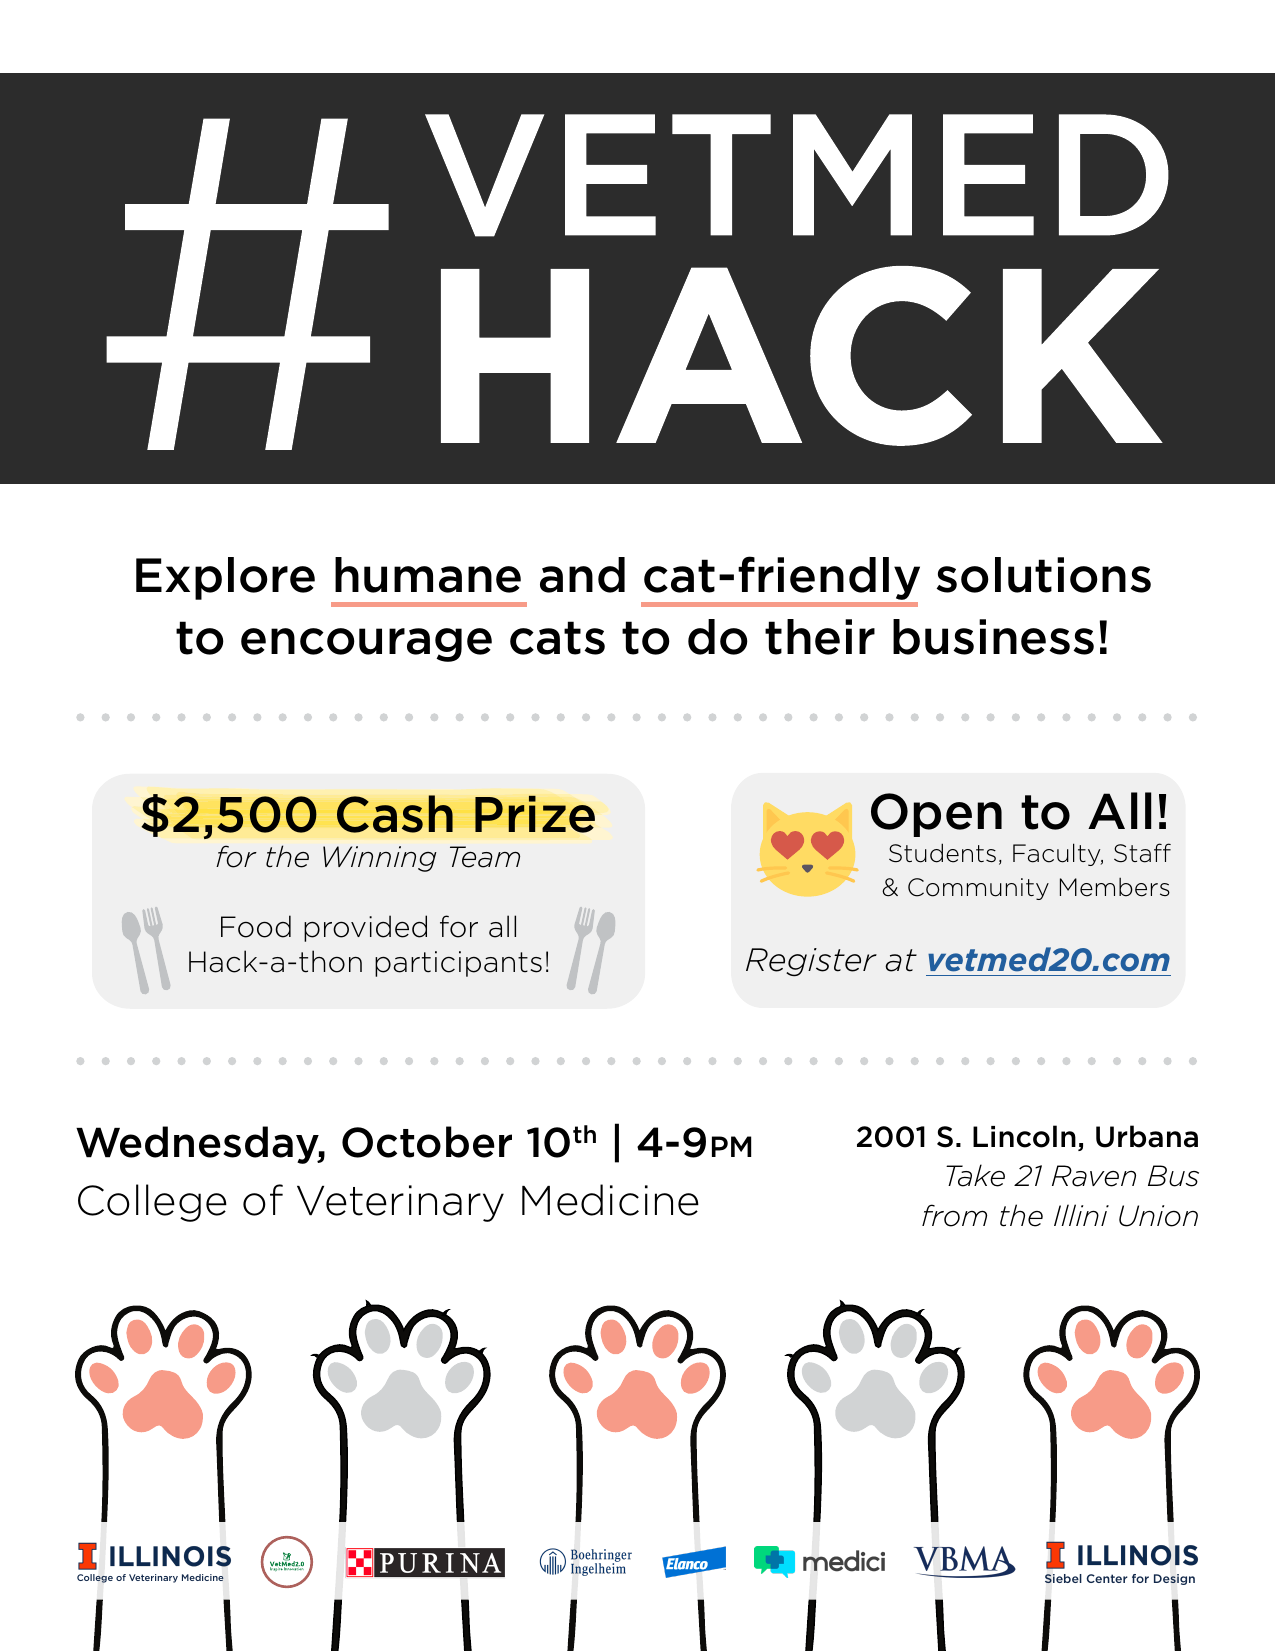 #VETMED
HACK
Explore humane and cat-friendly solutions
to encourage cats to do their business!
$2,500 Cash Prize
for the Winning Team
Food provided for all
Hack-a-thon participants!
Open to All!
Students, Faculty, Staff
& Community Members
Register at vetmed20.com
Wednesday, October 10th | 4-9PM
College of Veterinary Medicine
2001 S. Lincoln, Urbana
Take 21 Raven Bus
from the Illini Union
I ILLINOIS
College of Veterinary Medicine
VetMed2.0
Inspire Innovation
PURINA
Boehringer
Ingelheim
Elanco
medici
VBMA
I ILLINOIS
Siebel Center for Design